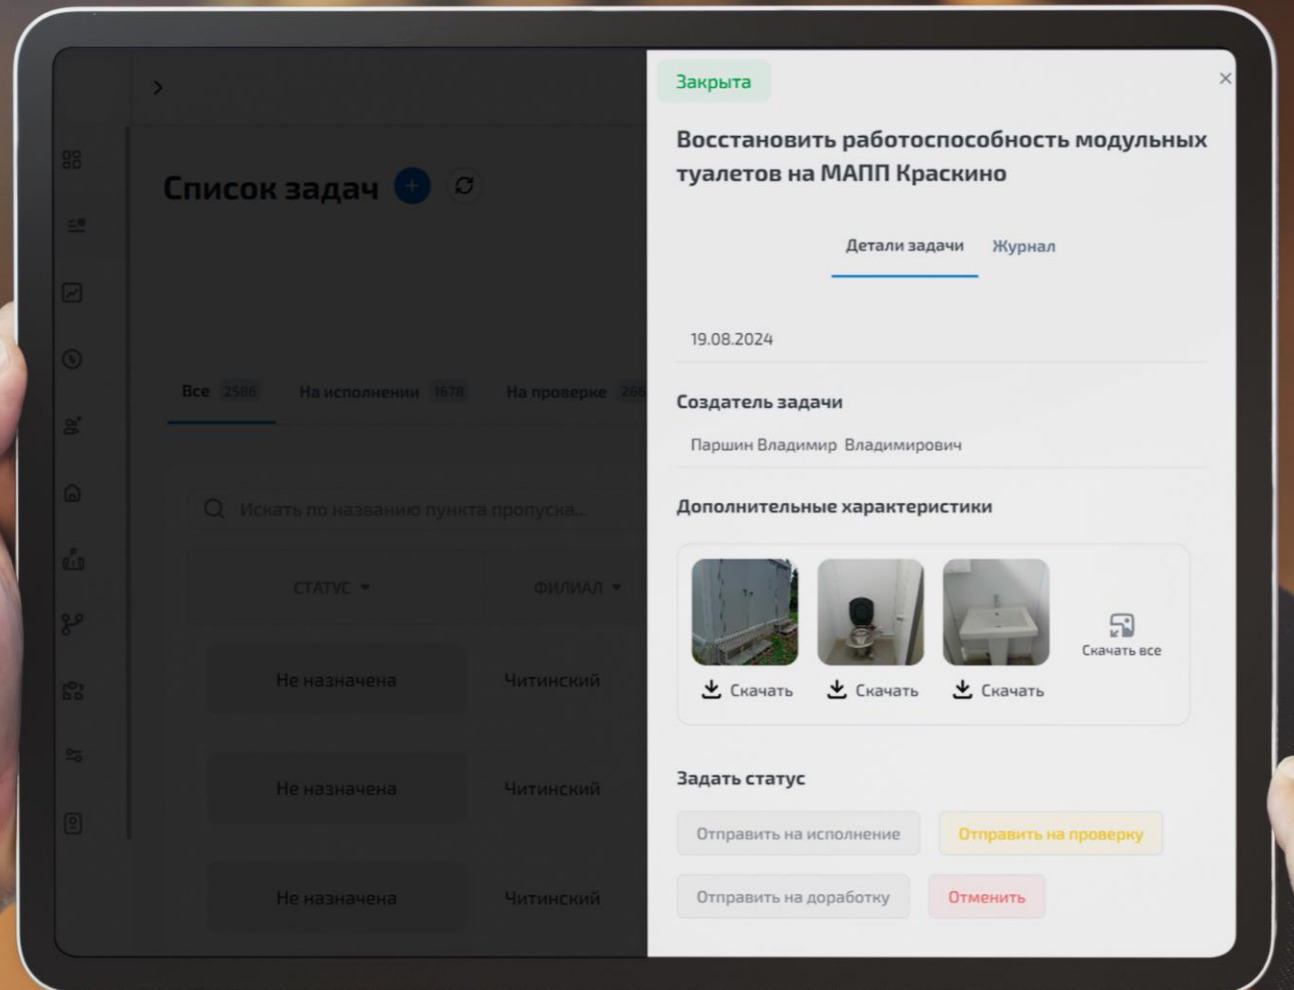 Закрыта
Восстановить работоспособность модульных
туалетов на МАПП Краскино
Список задач
Детали задачи
Журнал
19.08.2024
Все 2586
На исполнении 1678
На проверке 266
Создатель задачи
Паршин Владимир Владимирович
Искать по названию пункта пропуска...
Дополнительные характеристики
СТАТУС
ФИЛИАЛ
Скачать все
Скачать
Скачать
Скачать
Не назначена
Читинский
Не назначена
Читинский
Не назначена
Читинский
Задать статус
Отправить на исполнение
Отправить на проверку
Отправить на доработку
Отменить